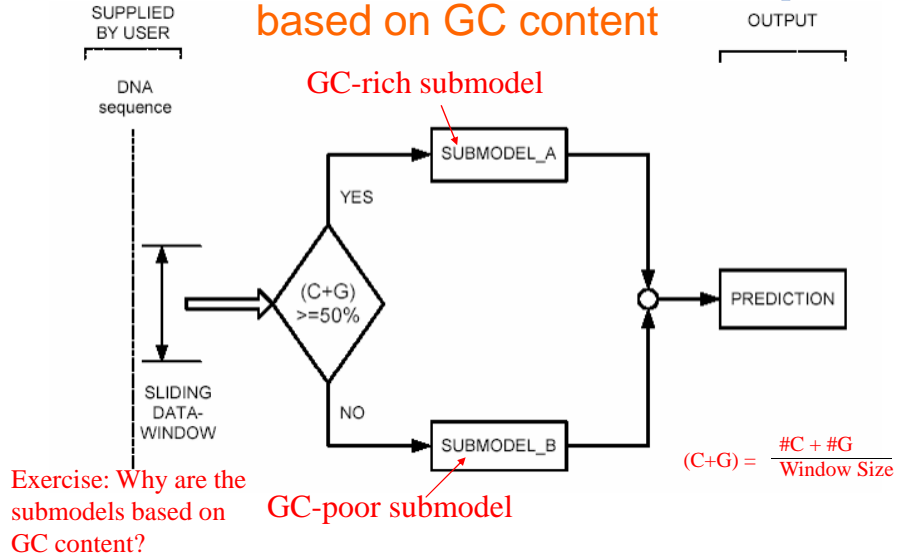 SUPPLIED
BY USER
based on GC content
OUTPUT
DNA
sequence
GC-rich submodel
SUBMODEL_A
YES
(C+G)
>=50%
PREDICTION
SLIDING
DATA-
WINDOW
NO
SUBMODEL_B
(C+G) = #C + #G
Window Size
Exercise: Why are the
submodels based on
GC content?
GC-poor submodel